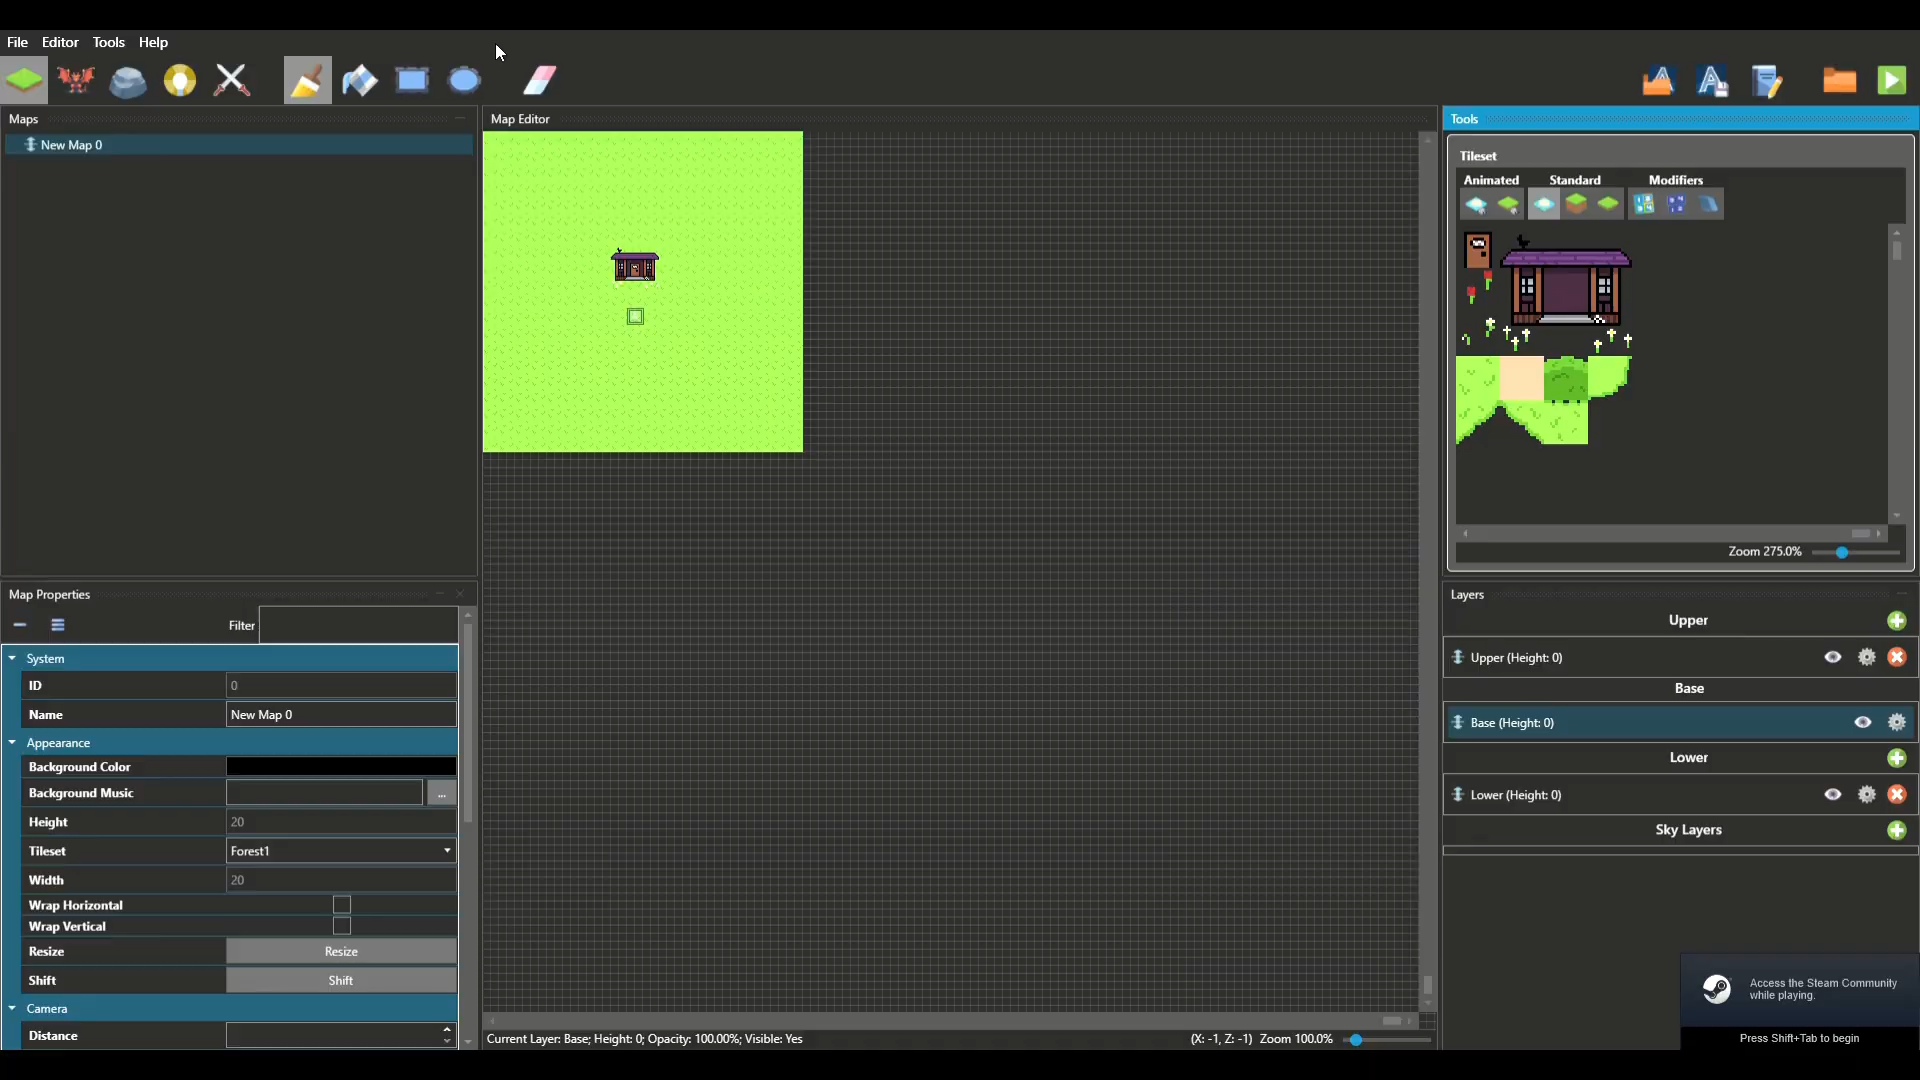 File Editor Tools Help
Maps
New Map 0
Map Editor
Tools
Tileset
Animated Standard Modifiers
Zoom 275.0%
Map Properties
Filter
System
ID 0
Name New Map 0
Appearance
Background Color
Background Music ...
Height 20
Tileset Forest1
Width 20
Wrap Horizontal
Wrap Vertical
Resize Resize
Shift Shift
Camera
Distance
Layers
Upper
Upper (Height: 0)
Base
Base (Height: 0)
Lower
Lower (Height: 0)
Sky Layers
Access the Steam Community
while playing.
Press Shift+Tab to begin
Current Layer: Base; Height: 0; Opacity: 100.00%; Visible: Yes
(X: -1, Z: -1) Zoom 100.0%